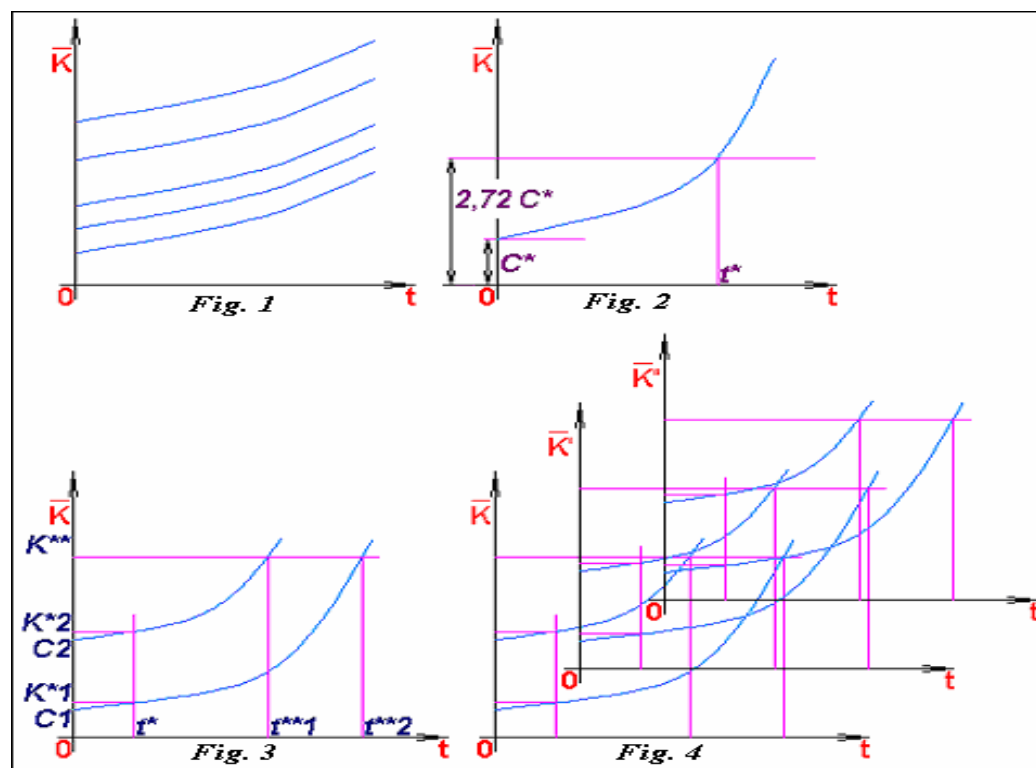 K̅
0
t
Fig. 1
K̅
2,72 C*
C*
t*
0
t
Fig. 2
K̅
K**
K*2
C2
K*1
C1
0
t*
t**1
t**2
t
Fig. 3
K̅"
0
t
K̅'
0
t
K̅
0
t
Fig. 4